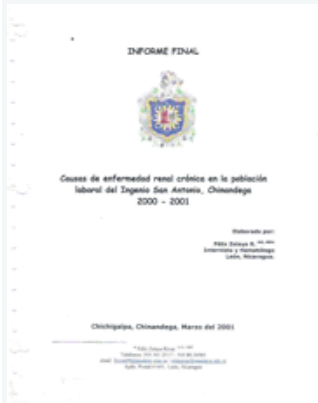 INFORME FINAL
Causas de enfermedad renal crónica en la población
laboral del Ingenio San Antonio, Chinandega
2000 - 2001
Elaborado por:
Félix Zelaya R.
Internista y Hematólogo
León, Nicaragua.
Chichigalpa, Chinandega, Marzo del 2001